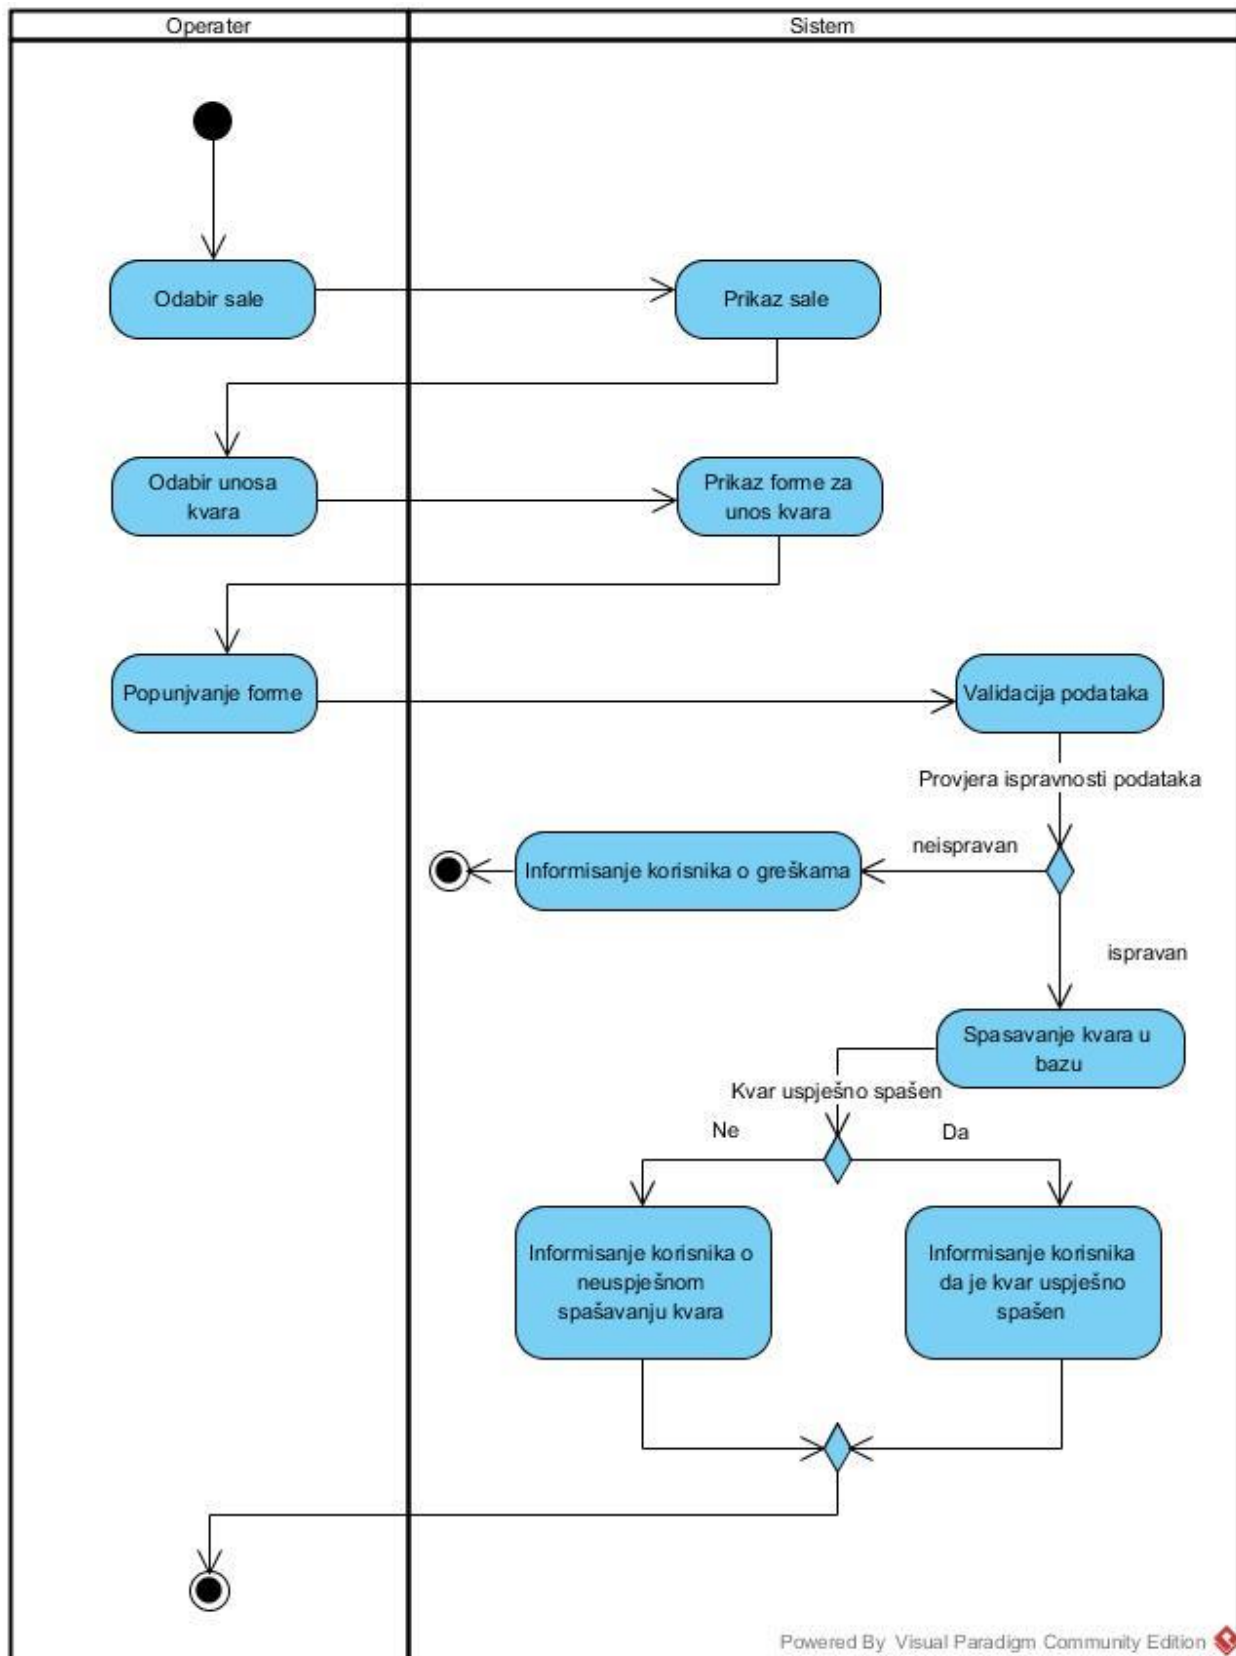 Operater
Sistem
Odabir sale
Prikaz sale
Odabir unosa
kvara
Prikaz forme za
unos kvara
Popunjvanje forme
Validacija podataka
Provjera ispravnosti podataka
neispravan
Informisanje korisnika o greškama
ispravan
Spasavanje kvara u
bazu
Kvar uspješno spašen
Ne
Da
Informisanje korisnika o
neuspješnom
spašavanju kvara
Informisanje korisnika
da je kvar uspješno
spašen
Powered By Visual Paradigm Community Edition